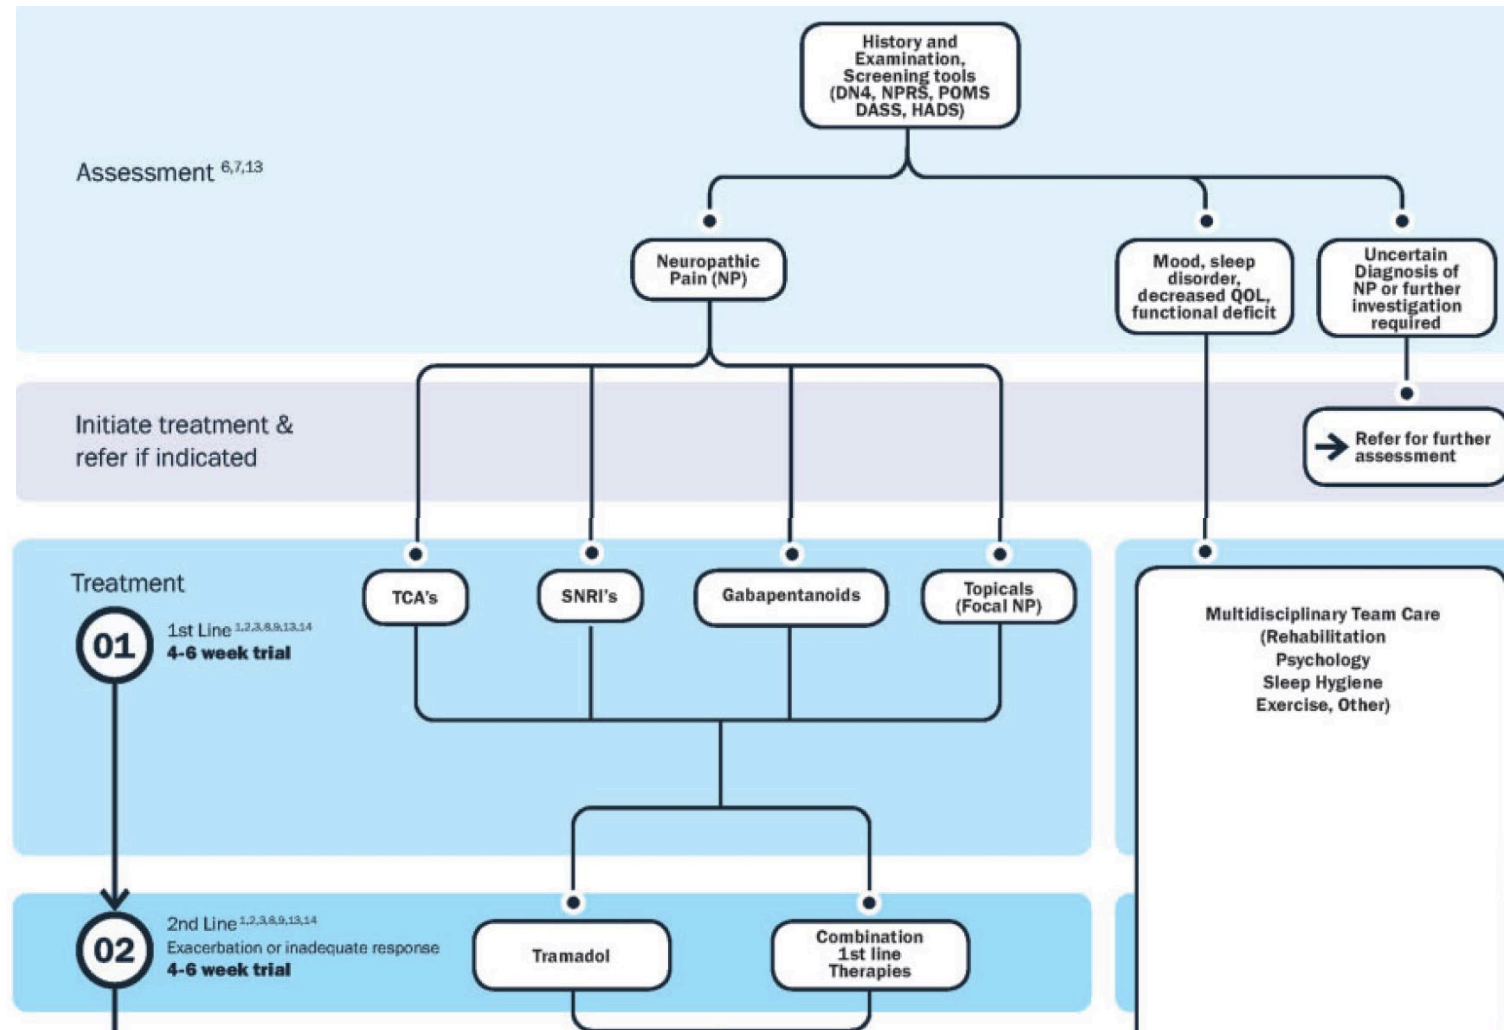 History and
Examination,
Screening tools
(DN4, NPRS, POMS
DASS, HADS)
Assessment 6,7,13
Neuropathic
Pain (NP)
Mood, sleep
disorder,
decreased QOL,
functional deficit
Uncertain
Diagnosis of
NP or further
investigation
required
Initiate treatment &
refer if indicated
Refer for further
assessment
Treatment
01
1st Line 1,2,3,8,9,13,14
4-6 week trial
TCA's
SNRI's
Gabapentanoids
Topicals
(Focal NP)
Multidisciplinary Team Care
(Rehabilitation
Psychology
Sleep Hygiene
Exercise, Other)
02
2nd Line 1,2,3,8,9,13,14
Exacerbation or inadequate response
4-6 week trial
Tramadol
Combination
1st line
Therapies